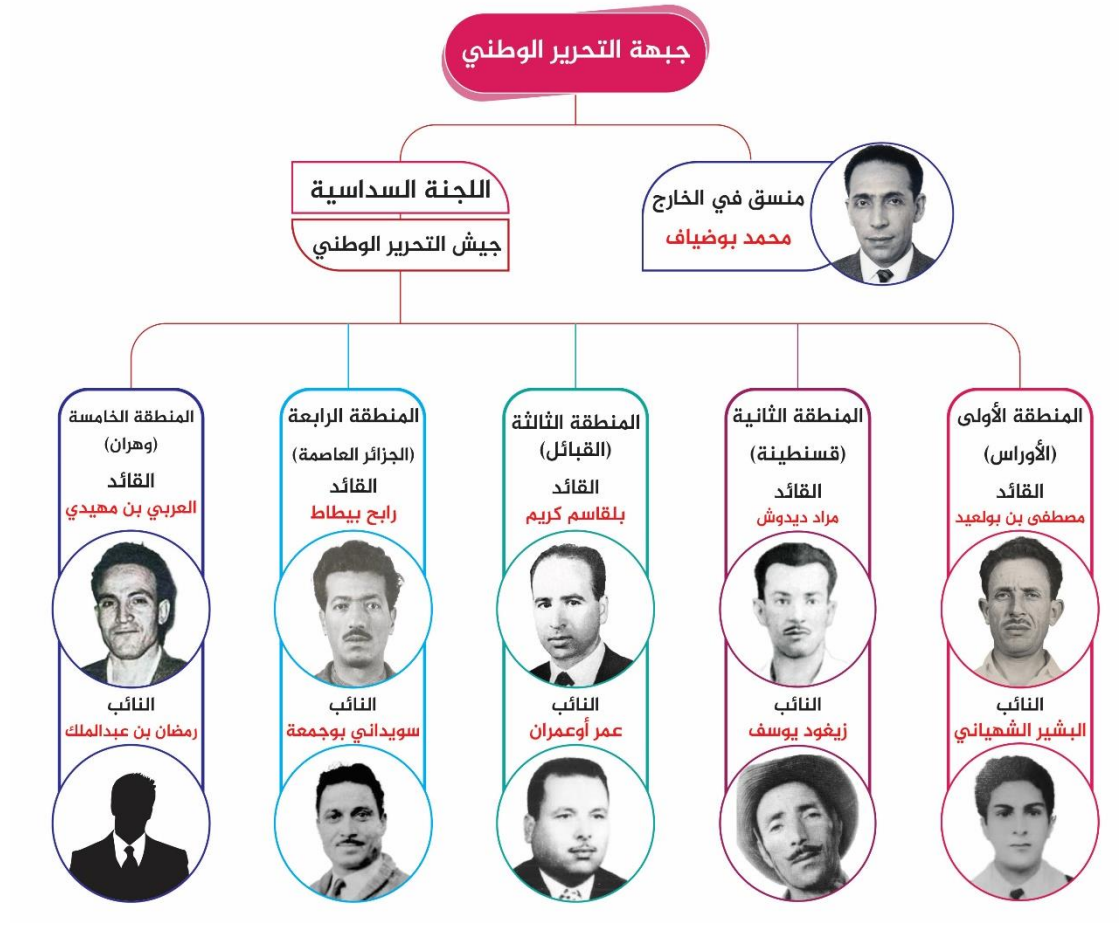 جبهة التحرير الوطني
منسق في الخارج
محمد بوضياف
اللجنة السداسية
جيش التحرير الوطني
المنطقة الأولى
(الأوراس)
القائد
مصطفى بن بولعيد
النائب
البشير الشهياني
المنطقة الثانية
(قسنطينة)
القائد
مراد ديدوش
النائب
زيغود يوسف
المنطقة الثالثة
(القبائل)
القائد
بلقاسم كريم
النائب
عمر أوعمران
المنطقة الرابعة
(الجزائر العاصمة)
القائد
رابح بيطاط
النائب
سويداني بوجمعة
المنطقة الخامسة
(وهران)
القائد
العربي بن مهيدي
النائب
رمضان بن عبدالملك